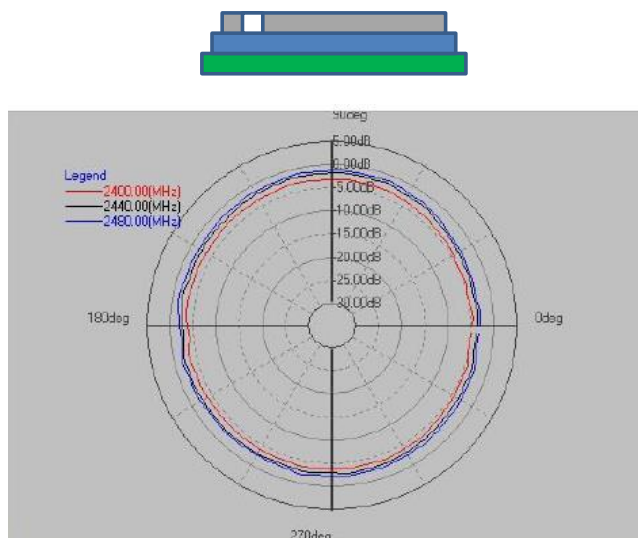 90deg
5.00dB
0.00dB
Legend
2400.00(MHz)
5.00dB
2440.00(MHz)
10.00dB
2480.00(MHz)
15.00dB
20.00dB
25.00dB
30.00dB
180deg
0deg
270deg